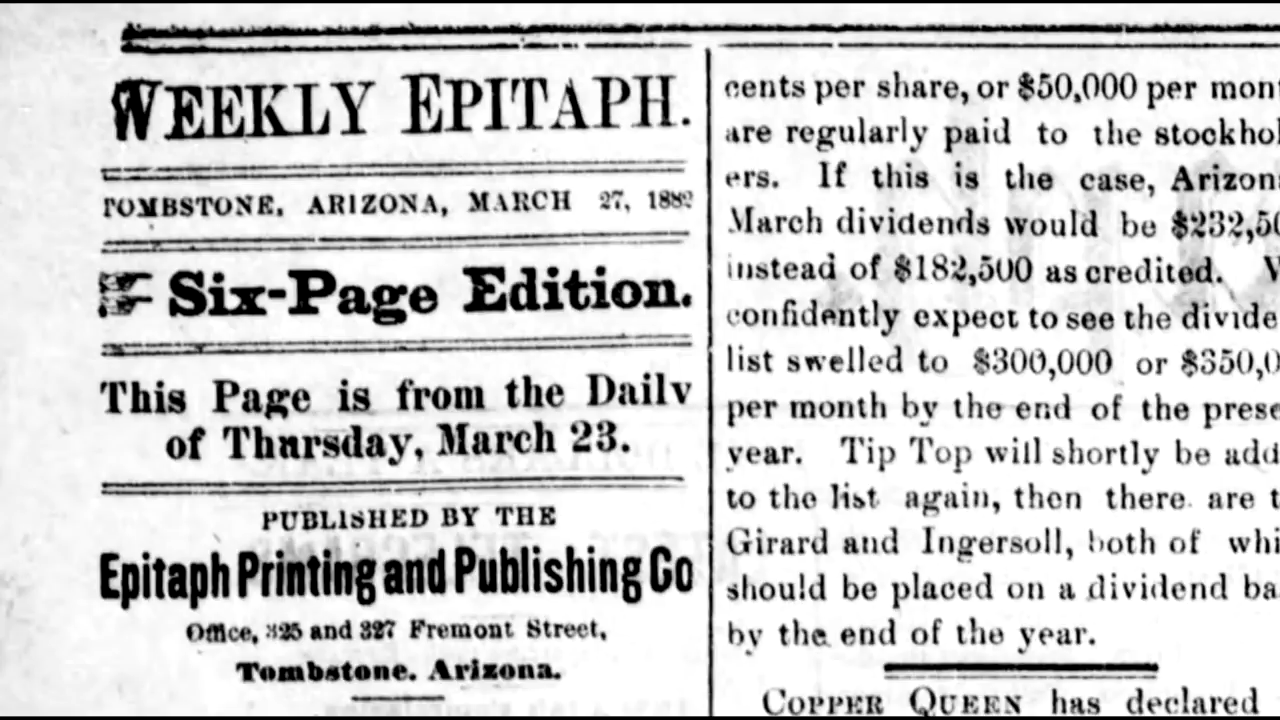 WEEKLY EPITAPH.
TOMBSTONE, ARIZONA, MARCH 27, 1882
Six-Page Edition.
This Page is from the Daily
of Thursday, March 23.
PUBLISHED BY THE
Epitaph Printing and Publishing Co
Office, 325 and 327 Fremont Street,
Tombstone. Arizona.
cents per share, or $50,000 per mont
are regularly paid to the stockhol
ers. If this is the case, Arizona
March dividends would be $232,50
instead of $182,500 as credited.
confidently expect to see the divide
list swelled to $300,000 or $350,0
per month by the end of the prese
year. Tip Top will shortly be add
to the list again, then there are t
Girard and Ingersoll, both of whi
should be placed on a dividend ba
by the end of the year.
COPPER QUEEN has declared